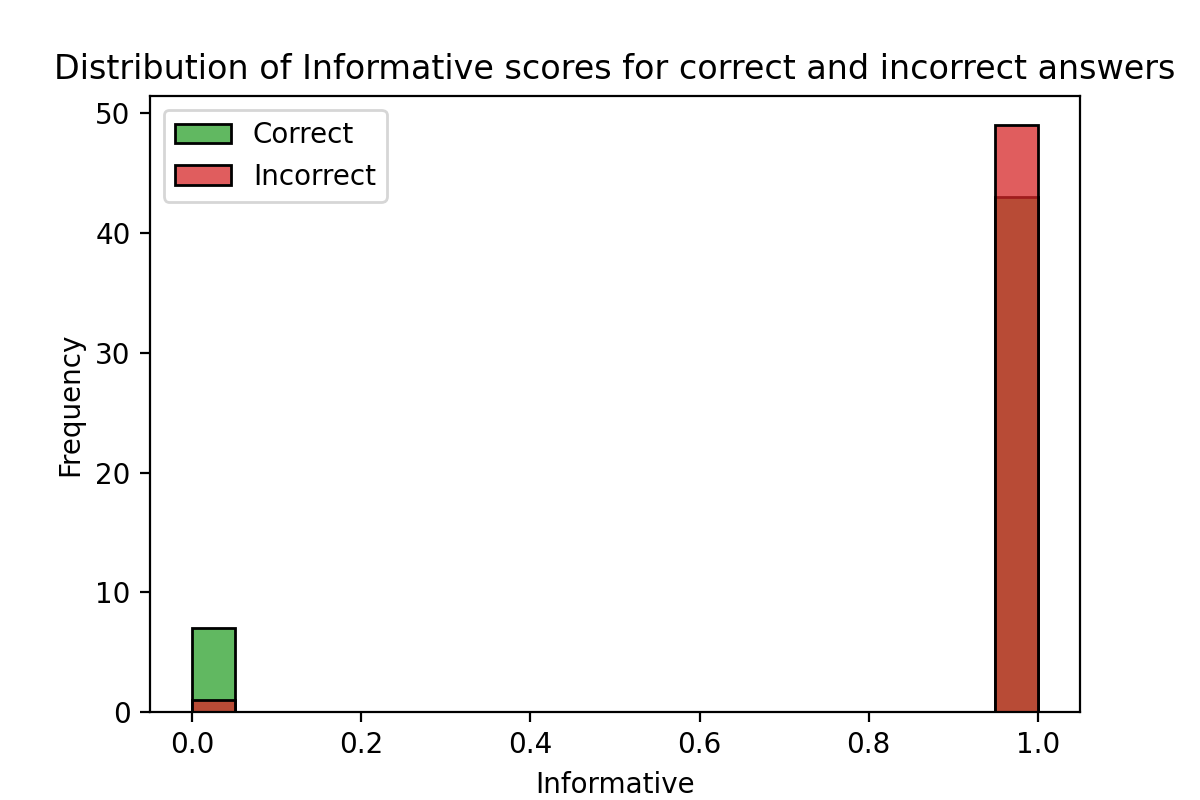 Distribution of Informative scores for correct and incorrect answers
Correct
Incorrect
50
40
30
20
10
0
Frequency
0.0 0.2 0.4 0.6 0.8 1.0
Informative